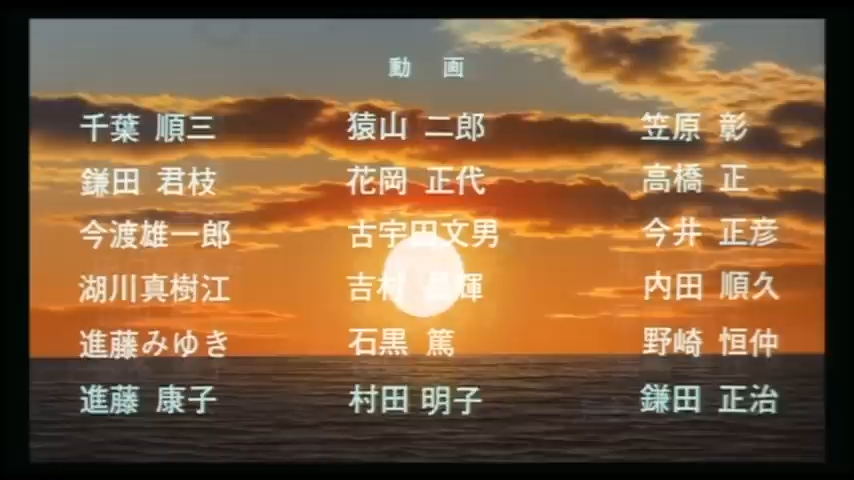 動 画
千葉 順三 猿山 二郎 笠原 彰
鎌田 君枝 花岡 正代 高橋 正
今渡雄一郎 古宇田文男 今井 正彦
湖川真樹江 吉村 昌輝 内田 順久
進藤みゆき 石黒 篤 野崎 恒仲
進藤 康子 村田 明子 鎌田 正治